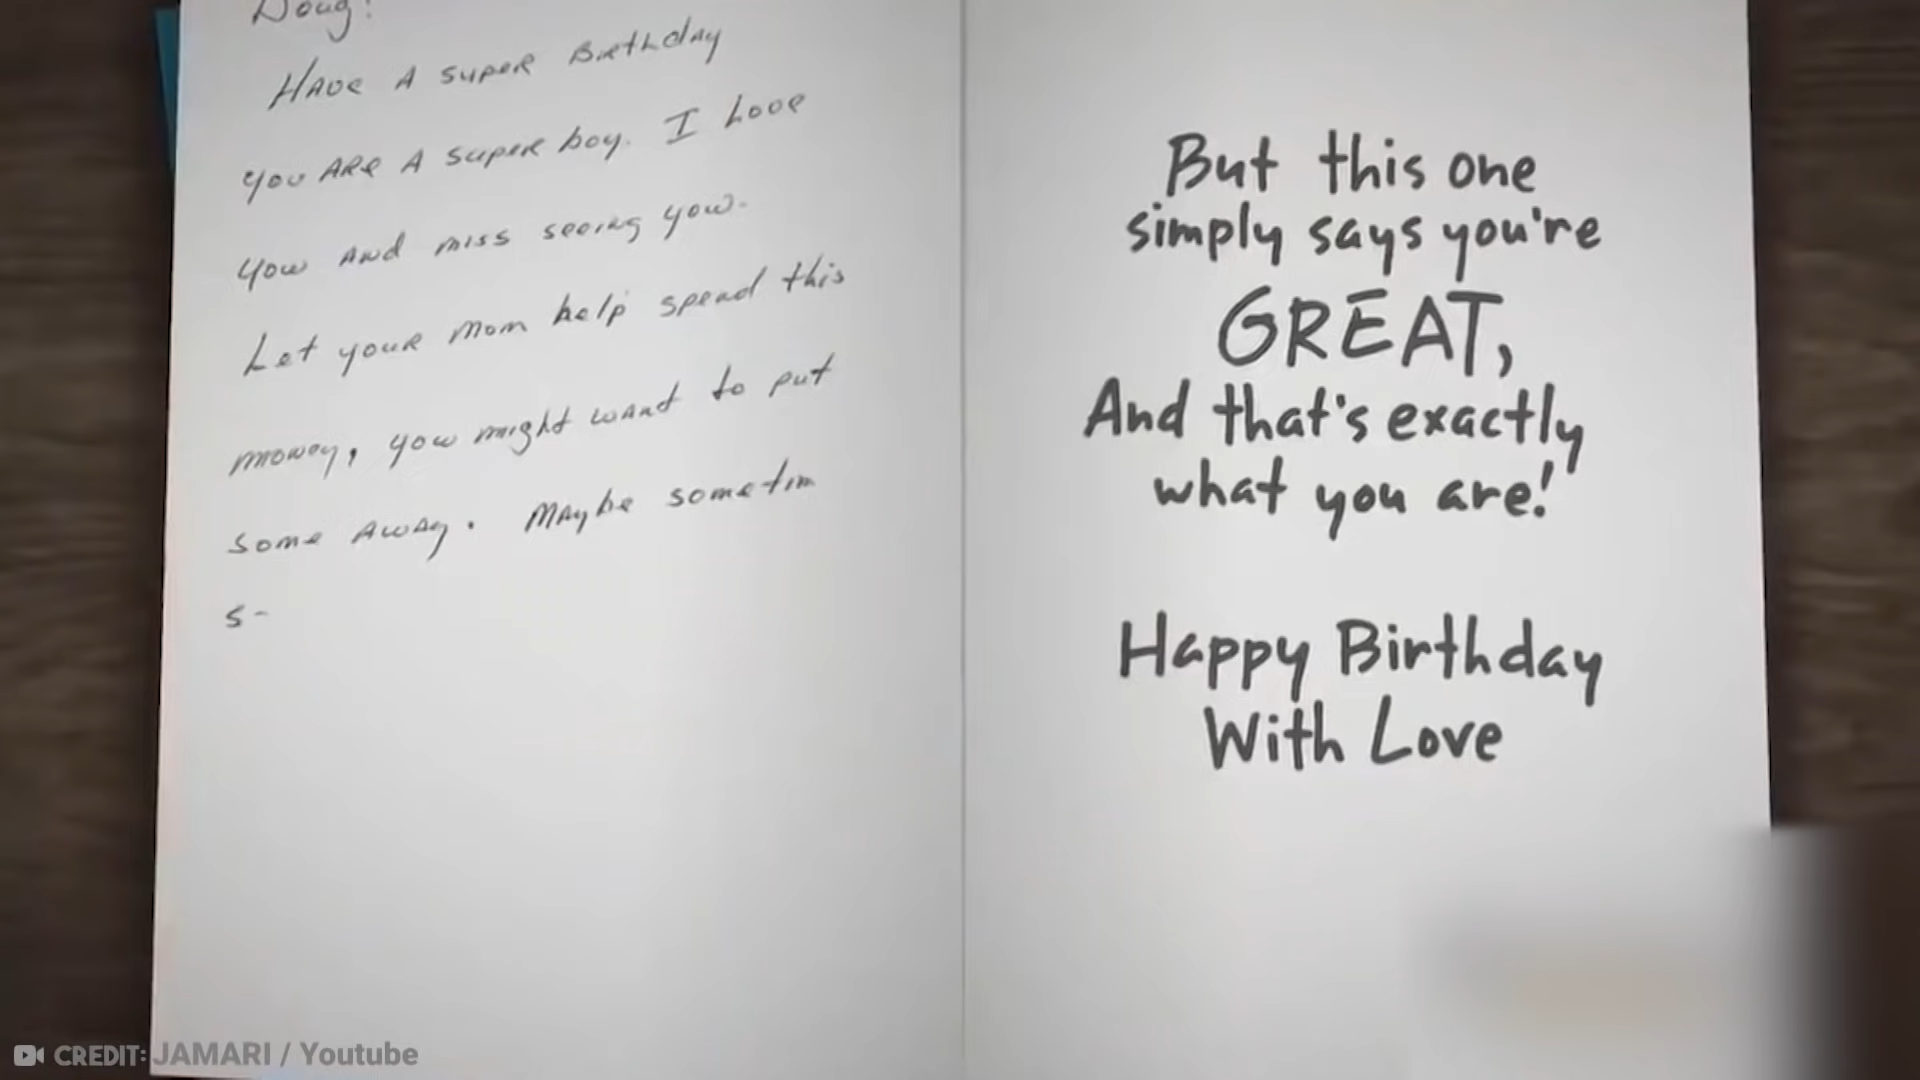 Doug!
Have A super Birthday
you are A super boy. I Love
you and miss seeing you.
Let your mom help spend this
money, you might want to put
some away. Maybe sometim
s-
But this one
simply says you're
GREAT,
And that's exactly
what you are!
Happy Birthday
With Love
CREDIT: JAMARI / Youtube